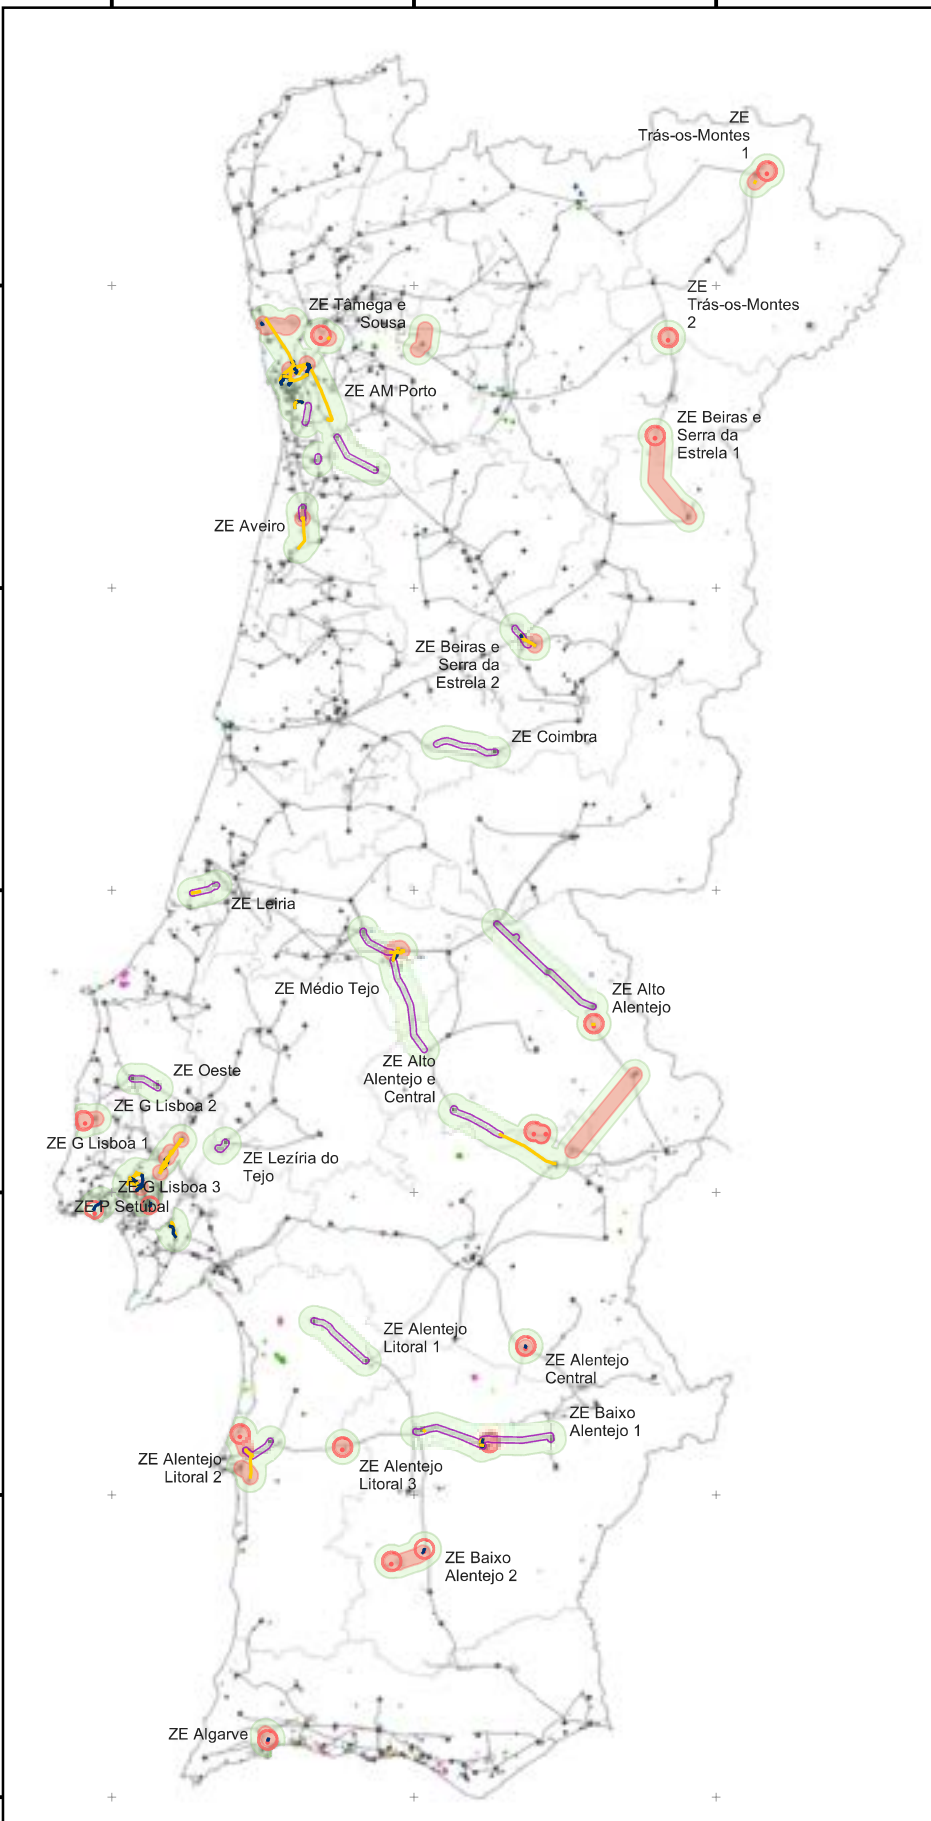 ZE
Trás-os-Montes
1
ZE
Trás-os-Montes
2
ZE Tâmega e
Sousa
ZE AM Porto
ZE Beiras e
Serra da
Estrela 1
ZE Aveiro
ZE Beiras e
Serra da
Estrela 2
ZE Coimbra
ZE Leiria
ZE Médio Tejo
ZE Alto
Alentejo
ZE Alto
Alentejo e
Central
ZE Oeste
ZE G Lisboa 2
ZE G Lisboa 1
ZE Lezíria do
Tejo
ZE G Lisboa 3
ZE P Setúbal
ZE Alentejo
Litoral 1
ZE Alentejo
Central
ZE Baixo
Alentejo 1
ZE Alentejo
Litoral 2
ZE Alentejo
Litoral 3
ZE Baixo
Alentejo 2
ZE Algarve